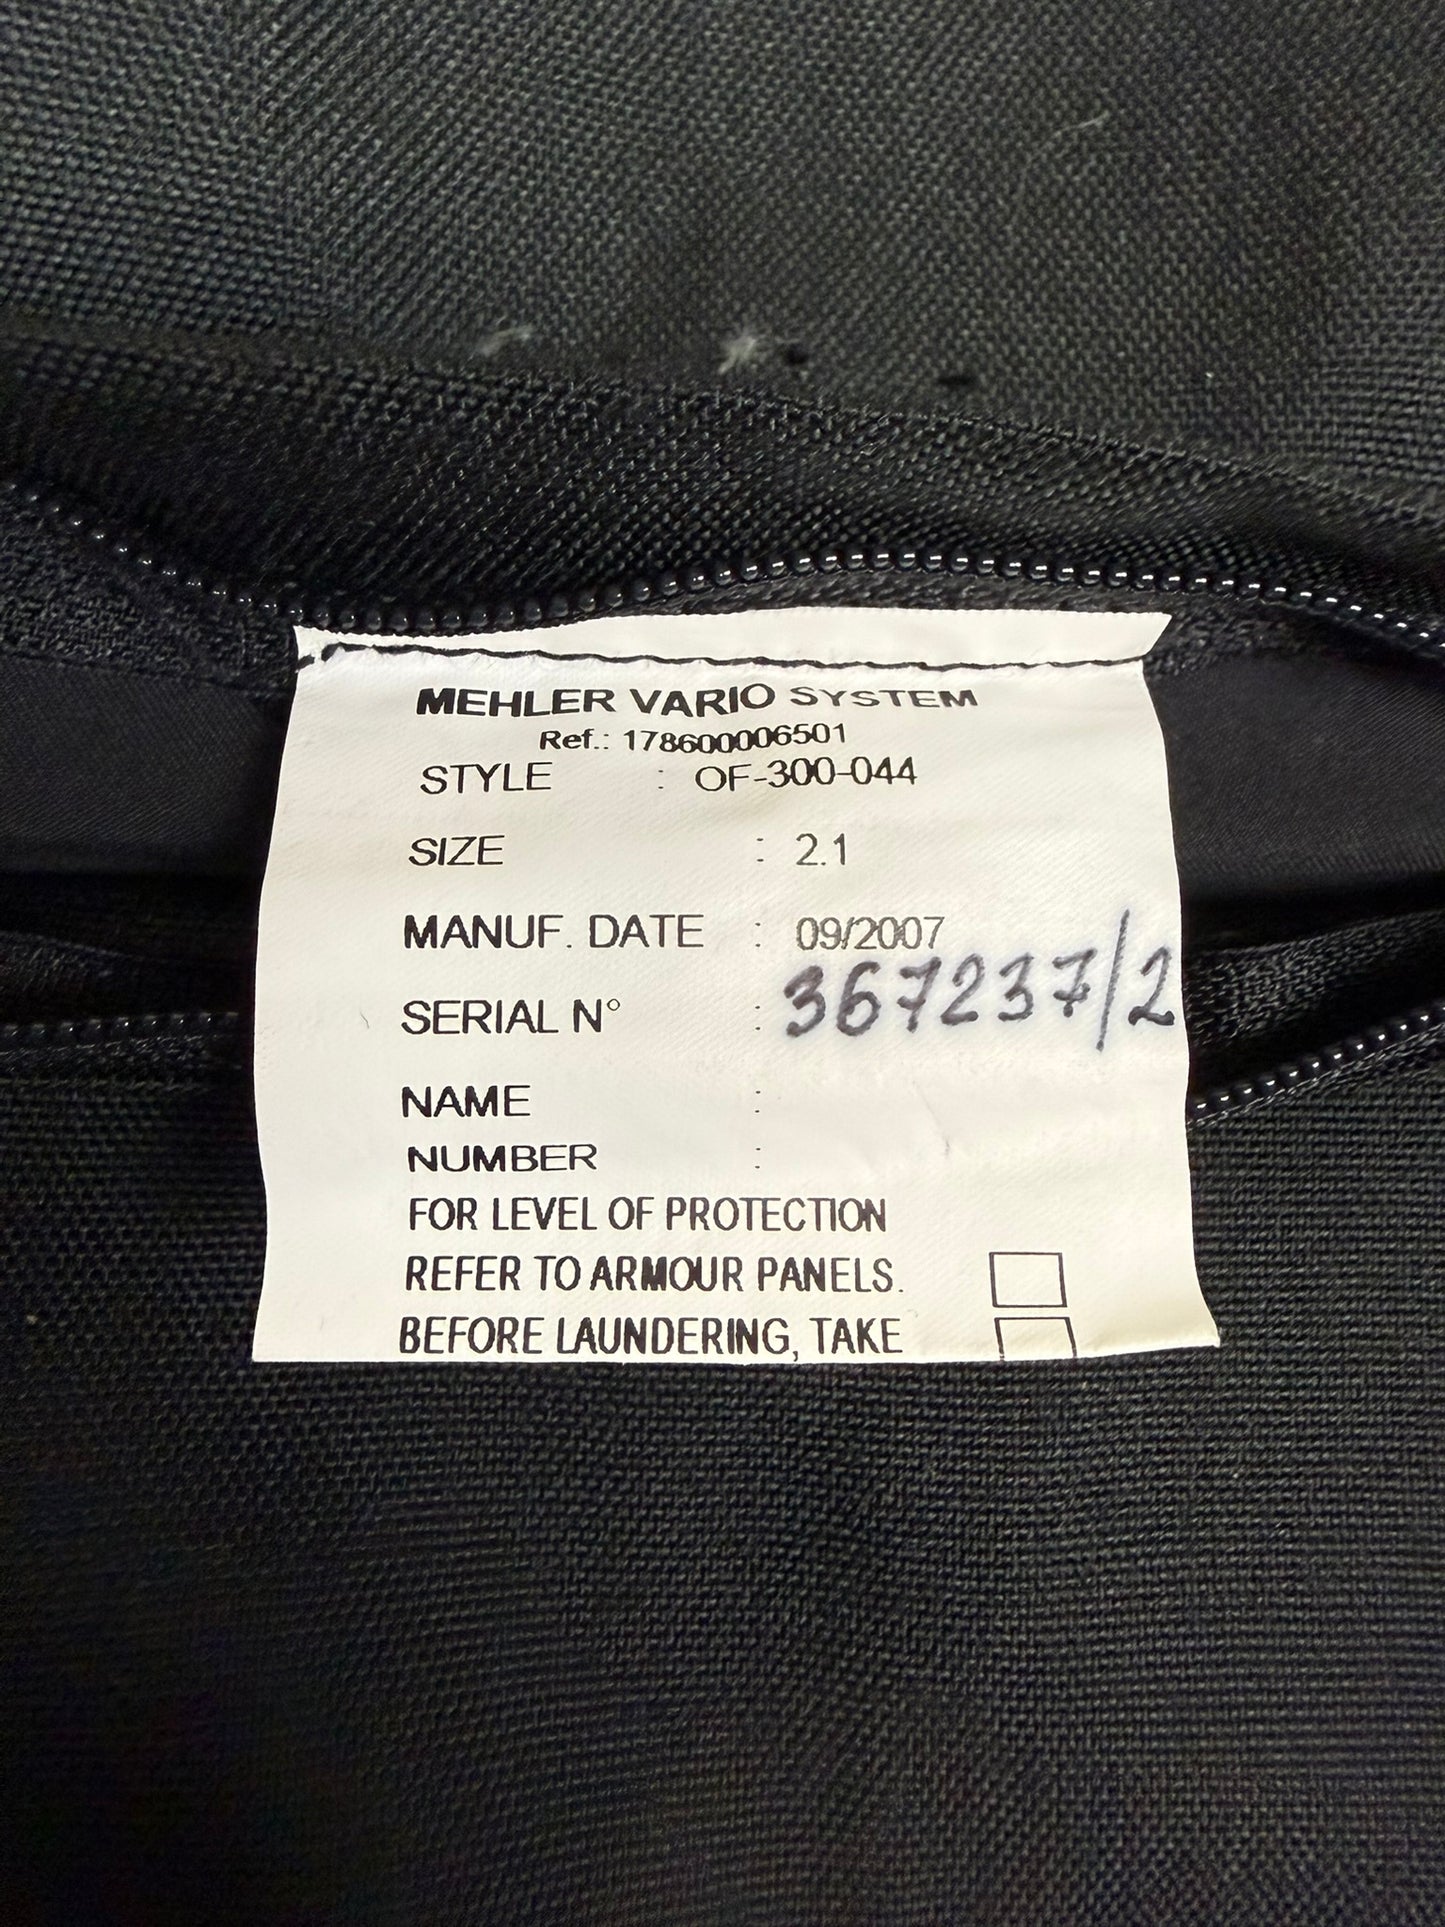 MEHLER VARIO SYSTEM
Ref.: 178600006501
STYLE : OF-300-044
SIZE : 2.1
MANUF. DATE : 09/2007
SERIAL N° : 367237/2
NAME :
NUMBER :
FOR LEVEL OF PROTECTION
REFER TO ARMOUR PANELS.
BEFORE LAUNDERING, TAKE